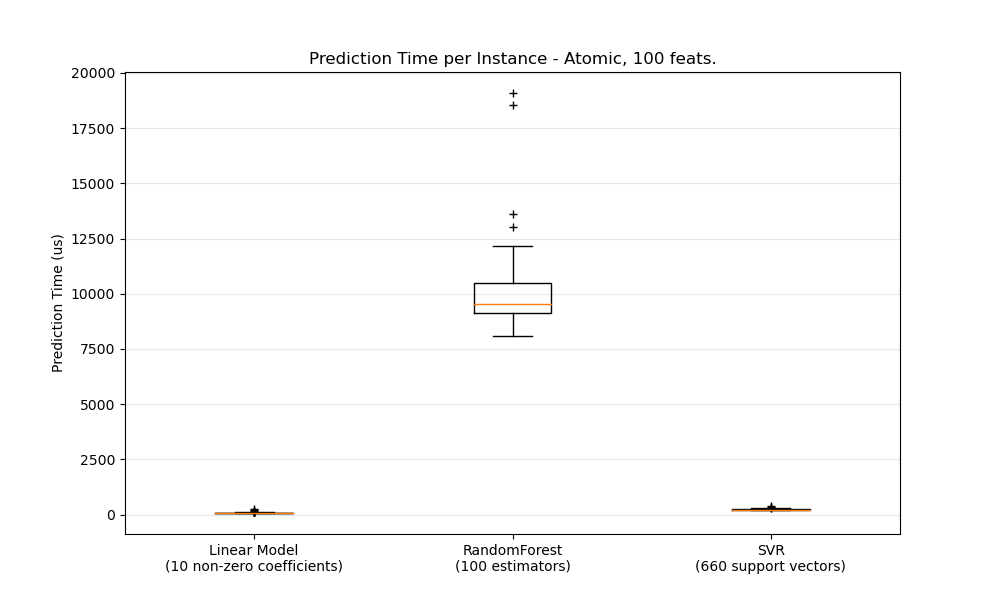 Prediction Time per Instance - Atomic, 100 feats.
Prediction Time (us)
20000
17500
15000
12500
10000
7500
5000
2500
0
Linear Model
(10 non-zero coefficients)
RandomForest
(100 estimators)
SVR
(660 support vectors)